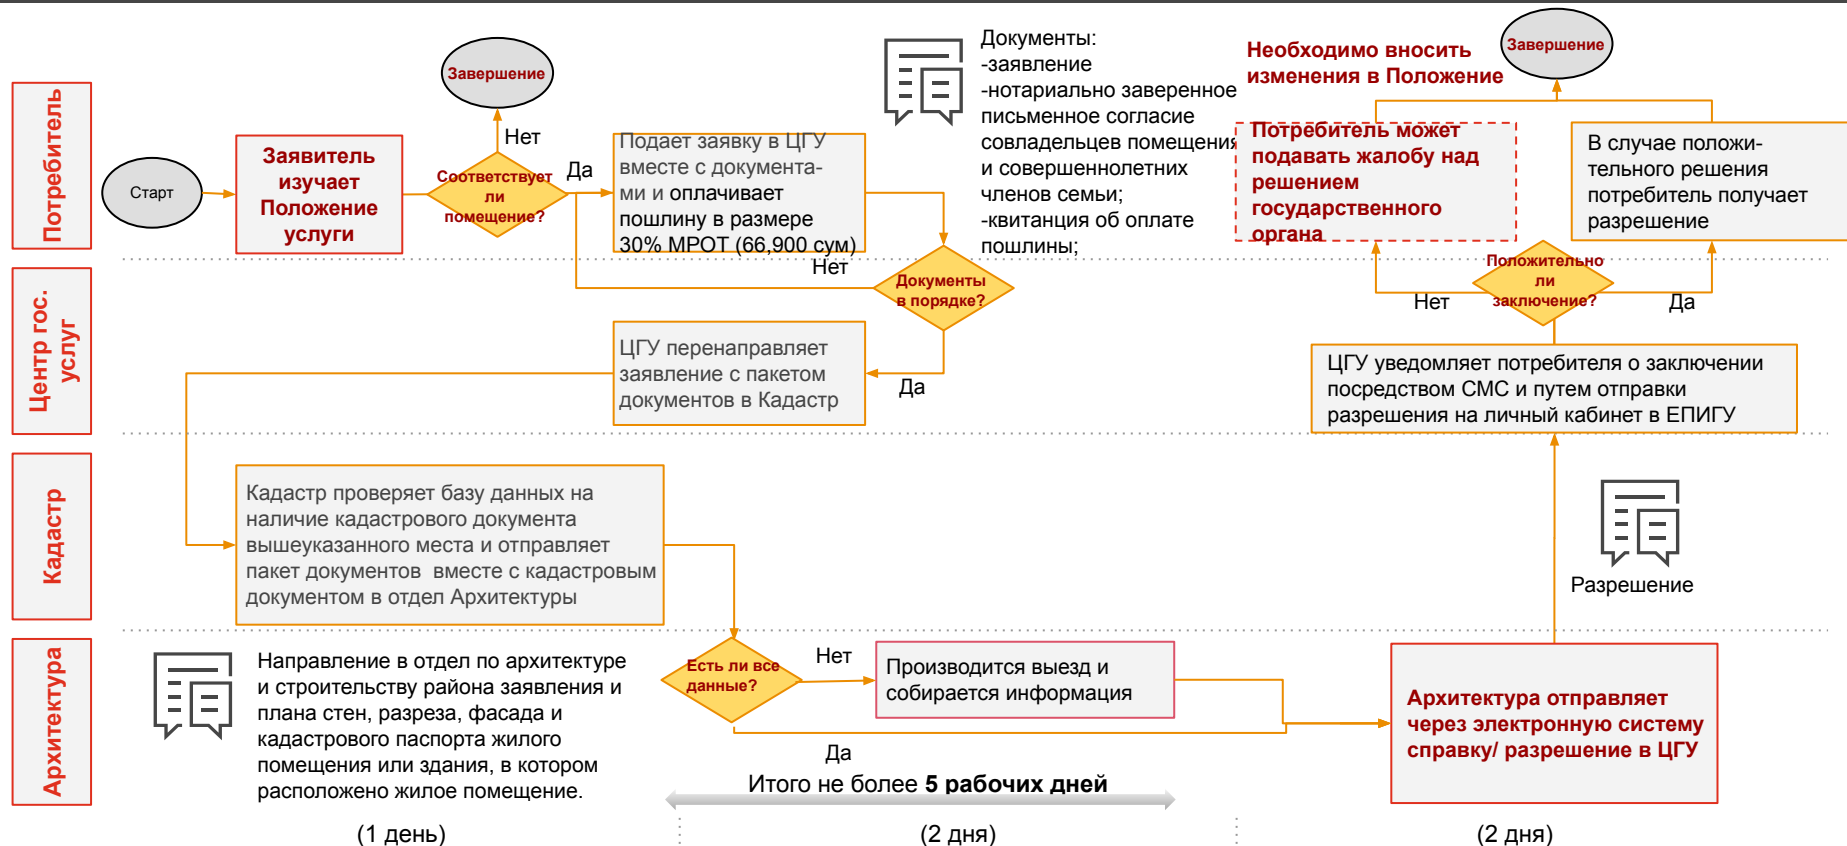 Потребитель
Старт
Заявитель
изучает
Положение
услуги
Завершение
Нет
Соответствует
ли
помещение?
Да
Подает заявку в ЦГУ
вместе с документа-
ми и оплачивает
пошлину в размере
30% МРОТ (66,900 сум)
Документы:
-заявление
-нотариально заверенное
письменное согласие
совладельцев помещения
и совершеннолетних
членов семьи;
-квитанция об оплате
пошлины;
Необходимо вносить
изменения в Положение
Завершение
Потребитель может
подавать жалобу над
решением
государственного
органа
В случае положи-
тельного решения
потребитель получает
разрешение
Центр гос.
услуг
Нет
Документы
в порядке?
Да
ЦГУ перенаправляет
заявление с пакетом
документов в Кадастр
Положительно
ли
заключение?
Нет
Да
ЦГУ уведомляет потребителя о заключении
посредством СМС и путем отправки
разрешения на личный кабинет в ЕПИГУ
Кадастр
Кадастр проверяет базу данных на
наличие кадастрового документа
вышеуказанного места и отправляет
пакет документов  вместе с кадастровым
документом в отдел Архитектуры
Разрешение
Архитектура
Направление в отдел по архитектуре
и строительству района заявления и
плана стен, разреза, фасада и
кадастрового паспорта жилого
помещения или здания, в котором
расположено жилое помещение.
Есть ли все
данные?
Нет
Производится выезд и
собирается информация
Да
Архитектура отправляет
через электронную систему
справку/ разрешение в ЦГУ
Итого не более 5 рабочих дней
(1 день)
(2 дня)
(2 дня)